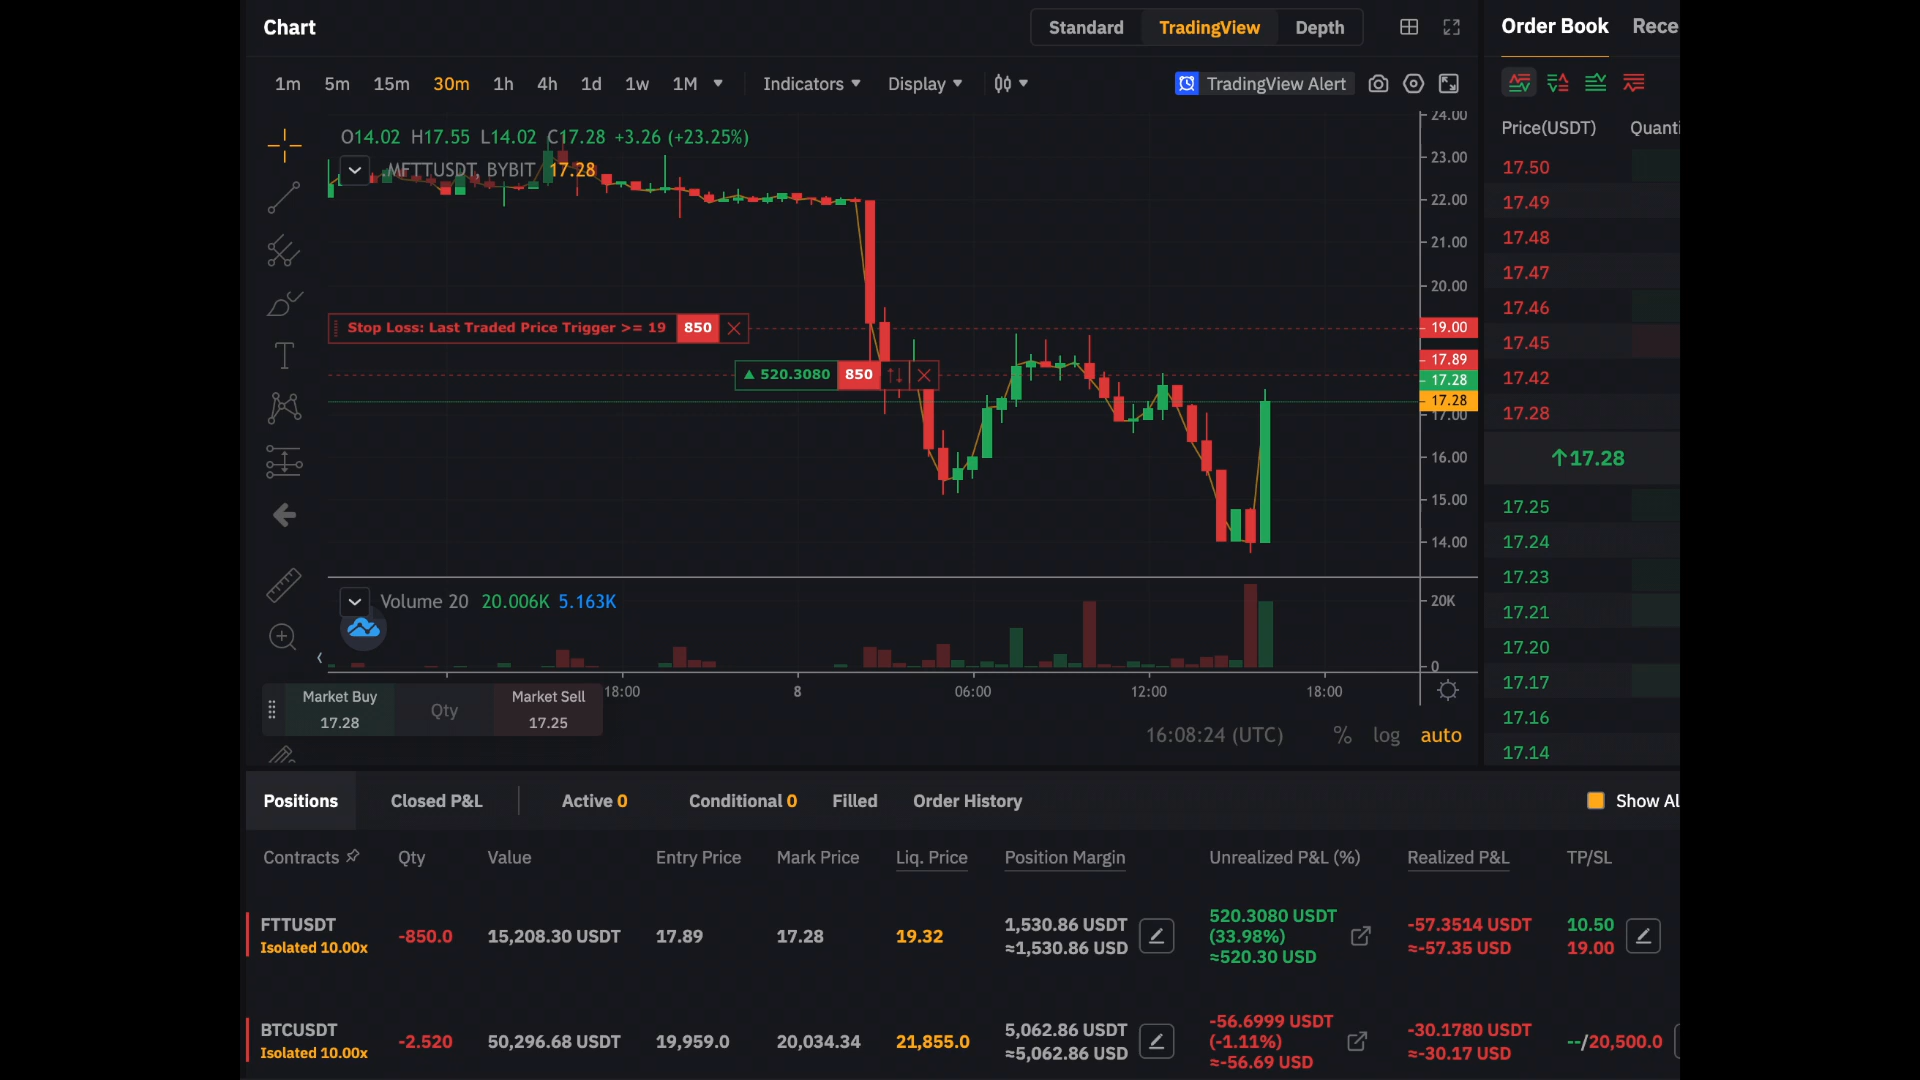 Chart
Standard TradingView Depth
Order Book Rece
1m 5m 15m 30m 1h 4h 1d 1w 1M Indicators Display TradingView Alert
Price(USDT) Quanti
O14.02 H17.55 L14.02 C17.28 +3.26 (+23.25%)
MFTTUSDT, BYBIT 17.28
24.00
23.00
22.00
21.00
20.00
19.00
17.89
17.28
17.28
17.00
16.00
15.00
14.00
Stop Loss: Last Traded Price Trigger >= 19 850
520.3080 850
17.50
17.49
17.48
17.47
17.46
17.45
17.42
17.28
↑17.28
17.25
17.24
17.23
17.21
17.20
17.17
17.16
17.14
Volume 20 20.006K 5.163K
20K
0
18:00 8 06:00 12:00 18:00
Market Buy Qty Market Sell
17.28 17.25
16:08:24 (UTC) % log auto
Positions Closed P&L Active 0 Conditional 0 Filled Order History Show Al
Contracts Qty Value Entry Price Mark Price Liq. Price Position Margin Unrealized P&L (%) Realized P&L TP/SL
FTTUSDT
Isolated 10.00x
-850.0 15,208.30 USDT 17.89 17.28 19.32
1,530.86 USDT
≈1,530.86 USD
520.3080 USDT
(33.98%)
≈520.30 USD
-57.3514 USDT
≈-57.35 USD
10.50
19.00
BTCUSDT
Isolated 10.00x
-2.520 50,296.68 USDT 19,959.0 20,034.34 21,855.0
5,062.86 USDT
≈5,062.86 USD
-56.6999 USDT
(-1.11%)
≈-56.69 USD
-30.1780 USDT
≈-30.17 USD
--/20,500.0